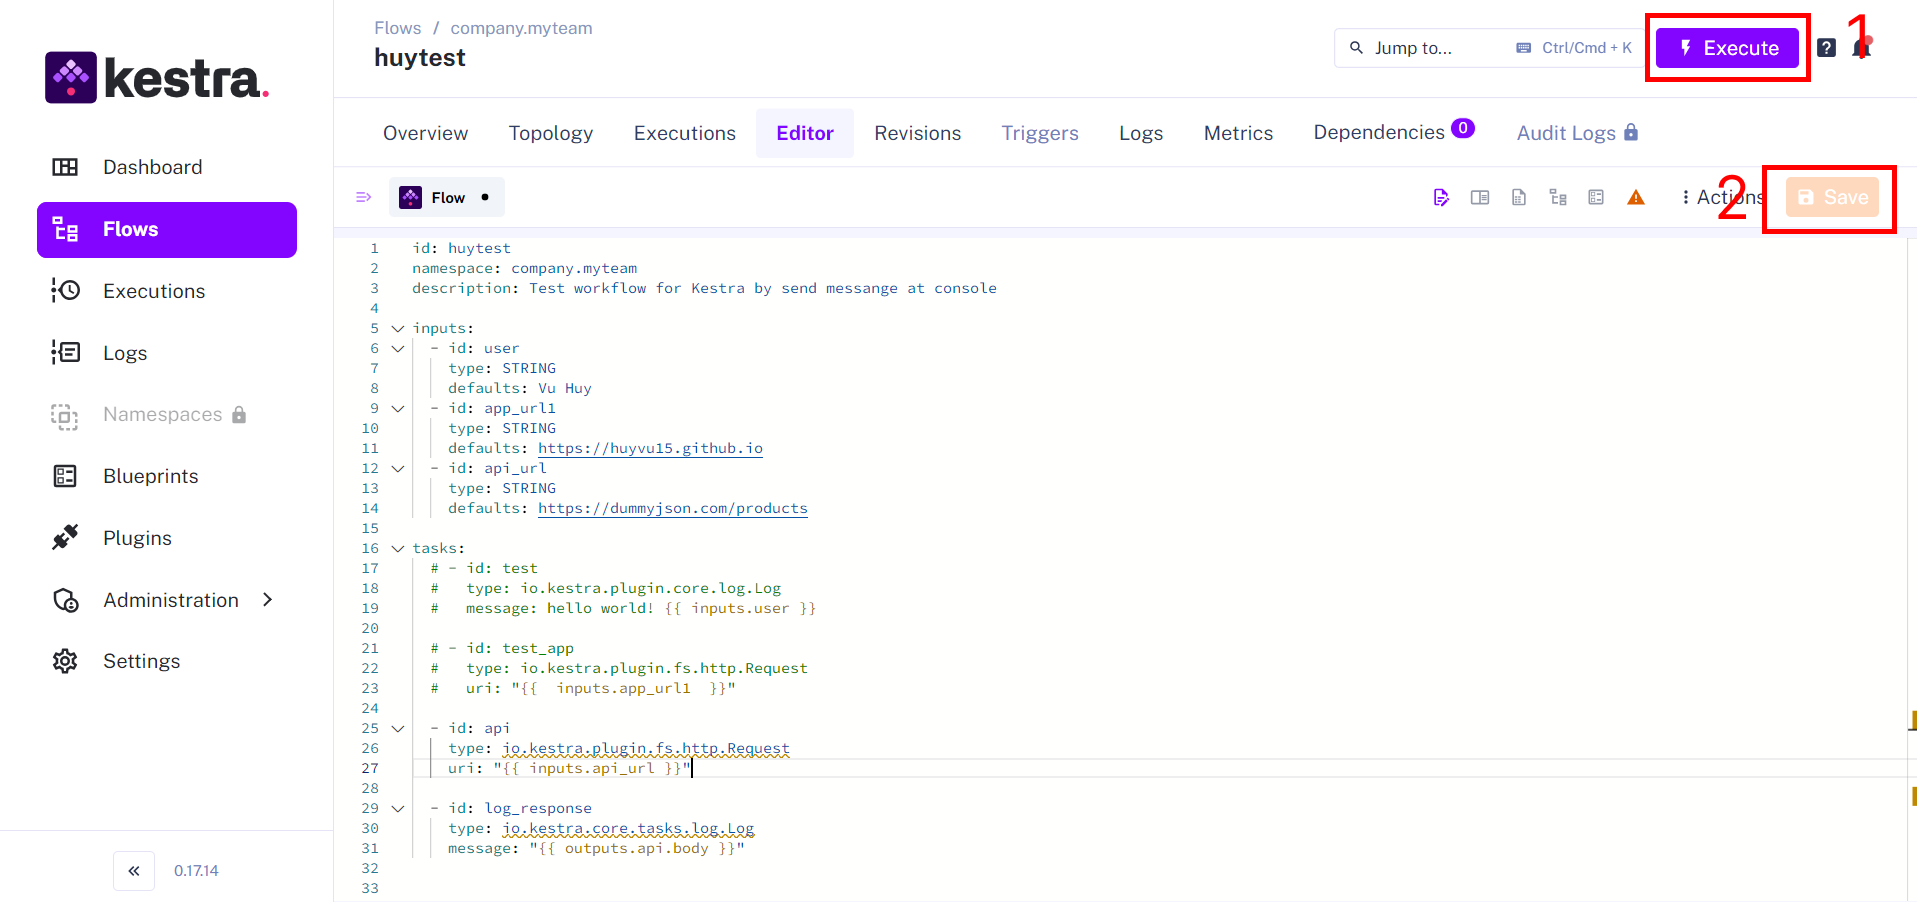 kestra.
Dashboard
Flows
Executions
Logs
Namespaces
Blueprints
Plugins
Administration
Settings
0.17.14
Flows / company.myteam
huytest
Jump to... Ctrl/Cmd + K
Execute
1
Overview Topology Executions Editor Revisions Triggers Logs Metrics Dependencies 0 Audit Logs
Flow
Actions
2
Save
1 id: huytest
2 namespace: company.myteam
3 description: Test workflow for Kestra by send messange at console
4
5 inputs:
6 - id: user
7 type: STRING
8 defaults: Vu Huy
9 - id: app_url1
10 type: STRING
11 defaults: https://huyvu15.github.io
12 - id: api_url
13 type: STRING
14 defaults: https://dummyjson.com/products
15
16 tasks:
17 # - id: test
18 # type: io.kestra.plugin.core.log.Log
19 # message: hello world! {{ inputs.user }}
20
21 # - id: test_app
22 # type: io.kestra.plugin.fs.http.Request
23 # uri: "{{  inputs.app_url1  }}"
24
25 - id: api
26 type: io.kestra.plugin.fs.http.Request
27 uri: "{{ inputs.api_url }}"
28
29 - id: log_response
30 type: io.kestra.core.tasks.log.Log
31 message: "{{ outputs.api.body }}"
32
33